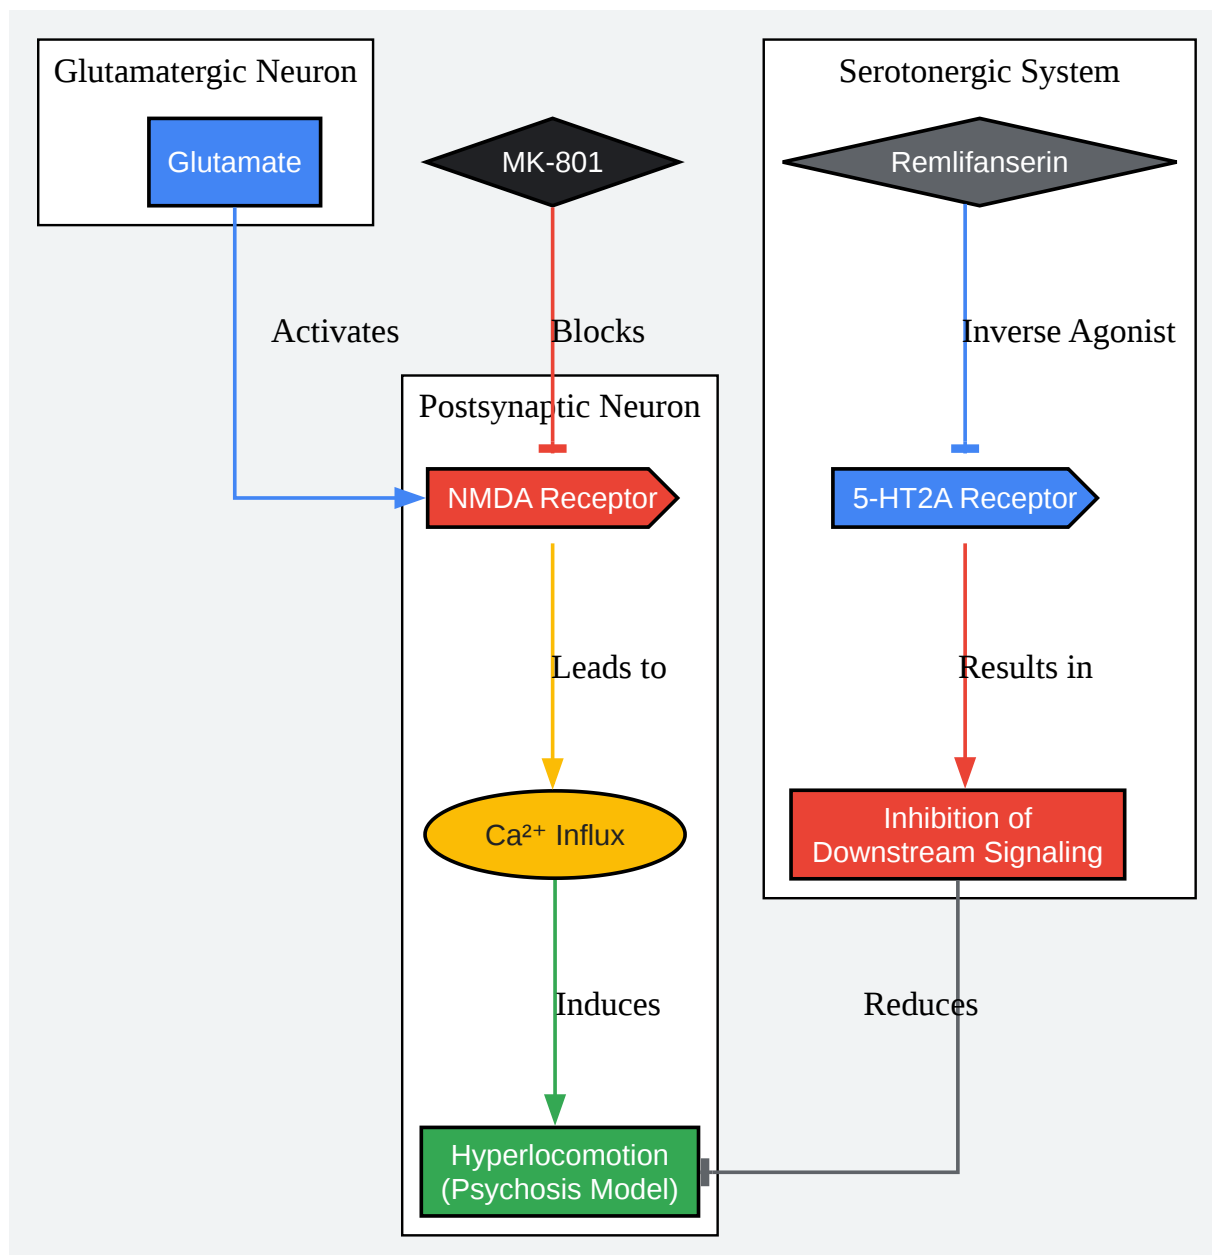 Glutamatergic Neuron
Serotonergic System
Glutamate
MK-801
Remlifanserin
Activates
Blocks
Inverse Agonist
Postsynaptic Neuron
NMDA Receptor
5-HT2A Receptor
Leads to
Results in
Ca²⁺ Influx
Inhibition of
Downstream Signaling
Induces
Reduces
Hyperlocomotion
(Psychosis Model)